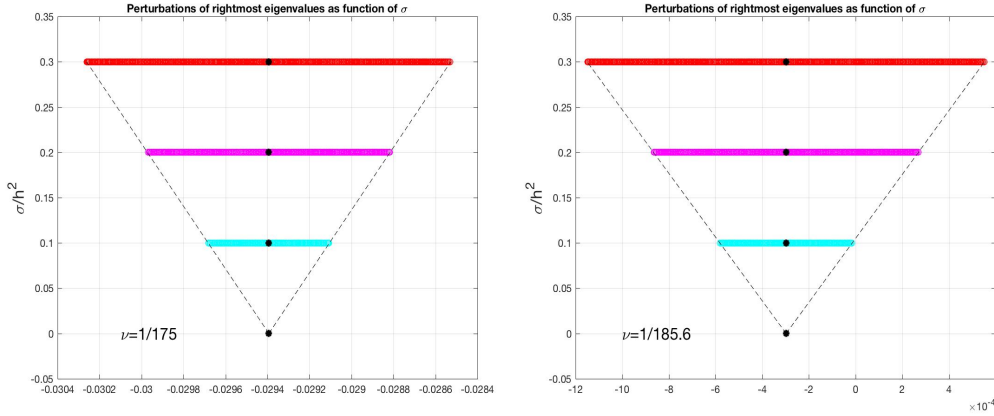 Perturbations of rightmost eigenvalues as function of σ
0.35
0.3
0.25
0.2
0.15
0.1
0.05
0
-0.05
σ/h²
ν=1/175
-0.0304 -0.0302 -0.03 -0.0298 -0.0296 -0.0294 -0.0292 -0.029 -0.0288 -0.0286 -0.0284
Perturbations of rightmost eigenvalues as function of σ
0.35
0.3
0.25
0.2
0.15
0.1
0.05
0
-0.05
σ/h²
ν=1/185.6
-12 -10 -8 -6 -4 -2 0 2 4
×10⁻⁴